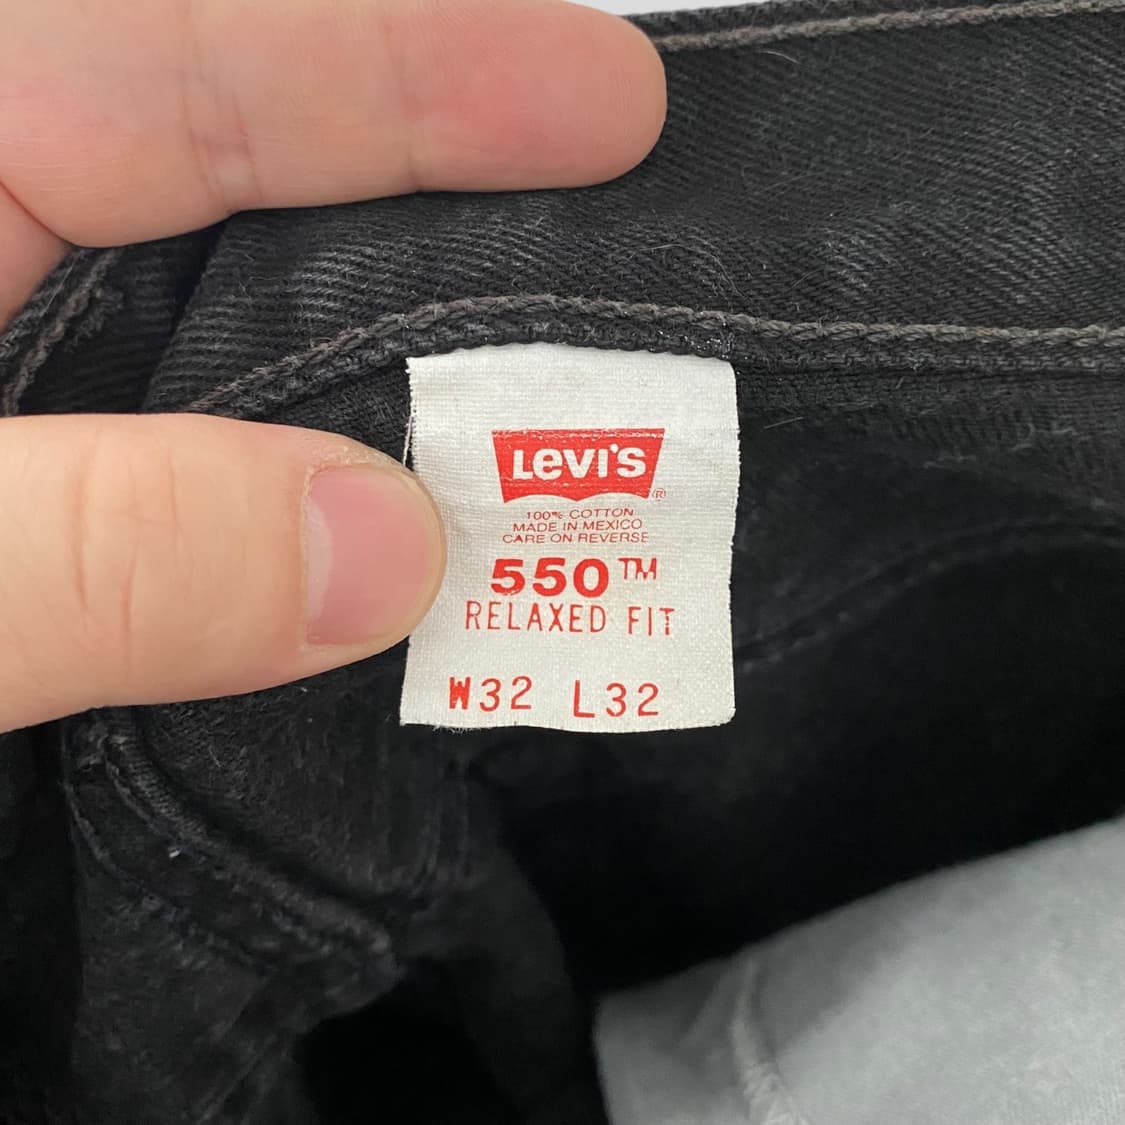 Levi's ®
100% COTTON
MADE IN MEXICO
CARE ON REVERSE
550™
RELAXED FIT
W32 L32